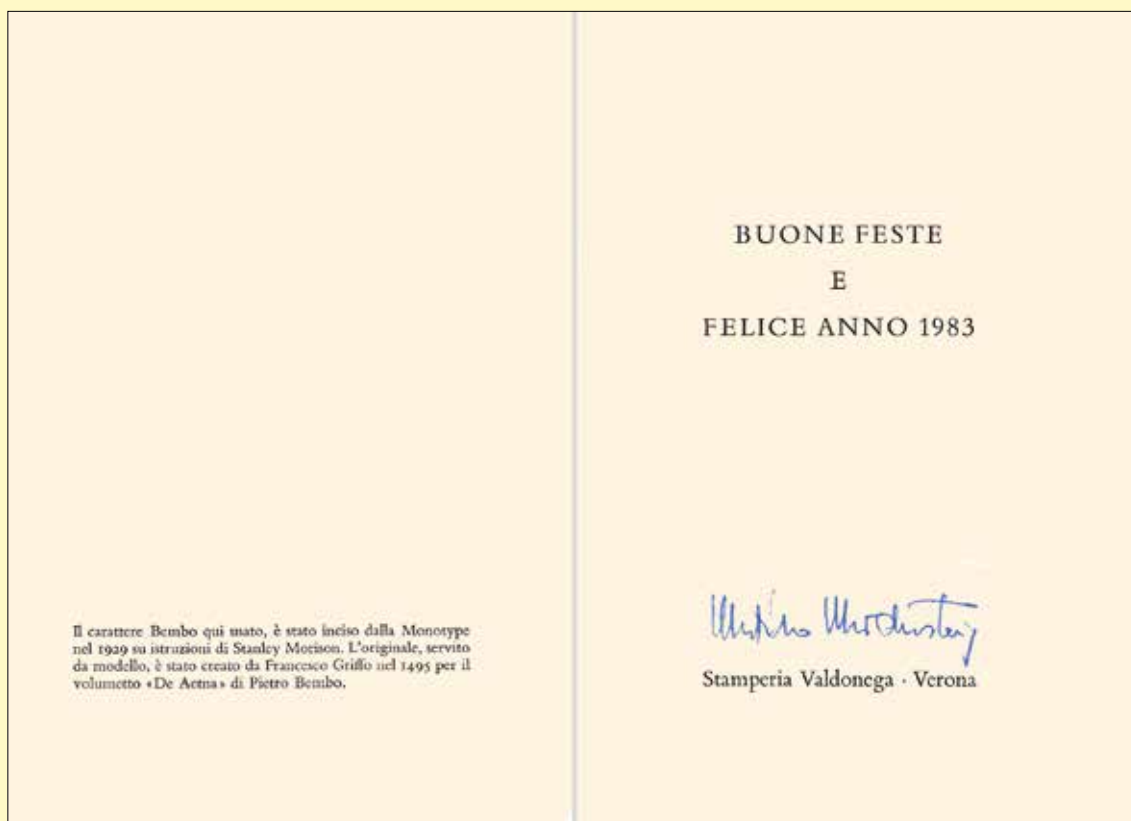 Il carattere Bembo qui usato, è stato inciso dalla Monotype
nel 1929 su istruzioni di Stanley Morison. L'originale, servito
da modello, è stato creato da Francesco Griffo nel 1495 per il
volumetto «De Aetna» di Pietro Bembo.
BUONE FESTE
E
FELICE ANNO 1983
Stamperia Valdonega · Verona